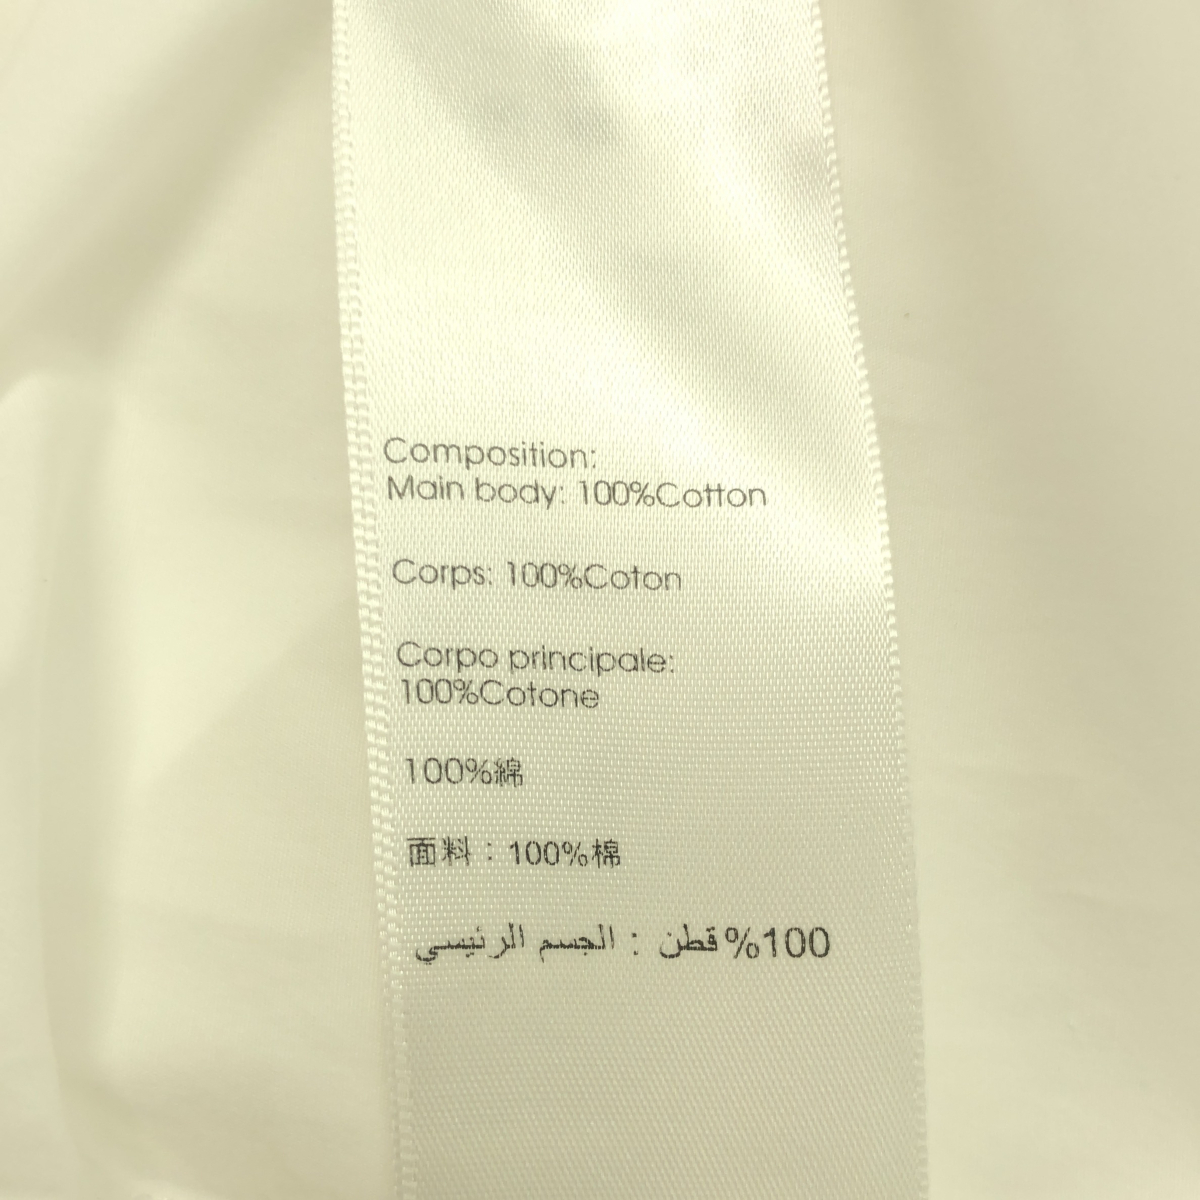 Composition:
Main body: 100%Cotton
Corps: 100%Coton
Corpo principale:
100%Cotone
100%綿
面料：100%棉
100%قطن : الجسم الرئيسي